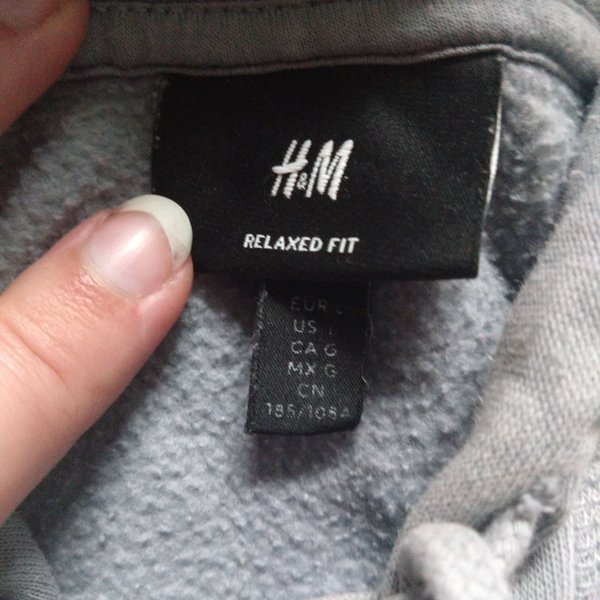 H&M
RELAXED FIT
EUR L
US L
CA G
MX G
CN
185/108A